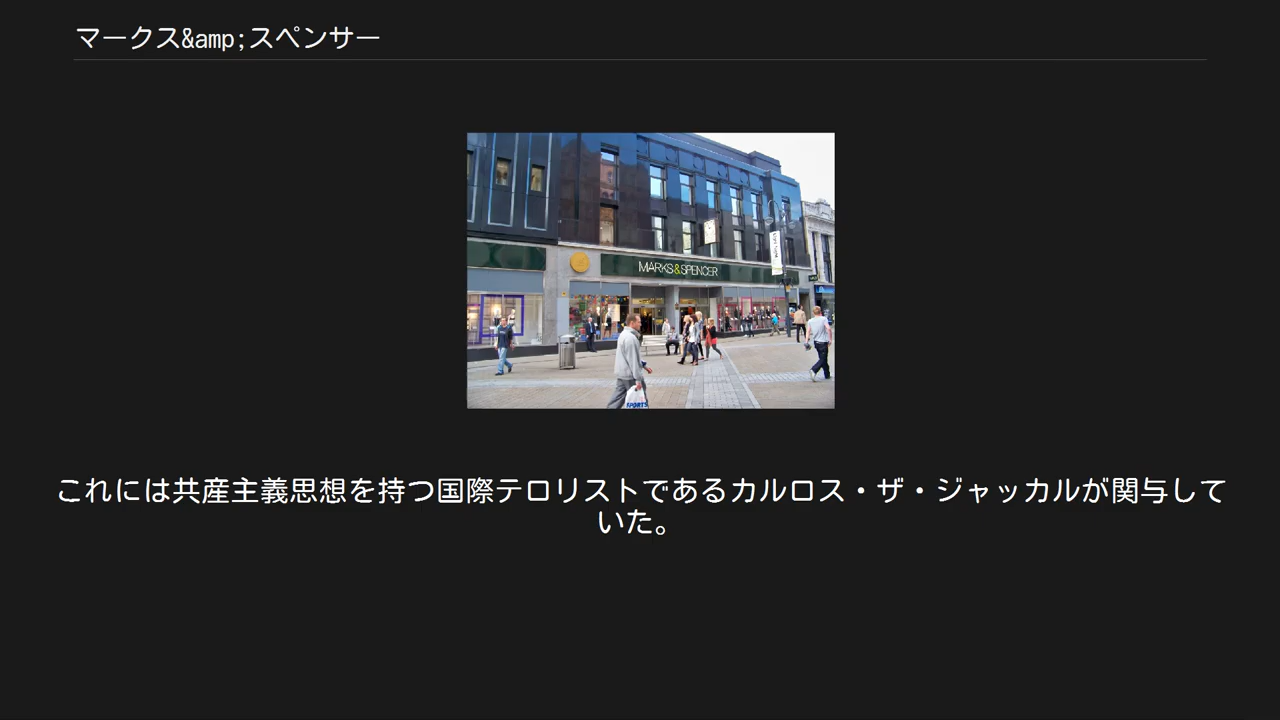 マークス&amp;スペンサー
MARKS&SPENCER
SPORTS
これには共産主義思想を持つ国際テロリストであるカルロス・ザ・ジャッカルが関与して
いた。